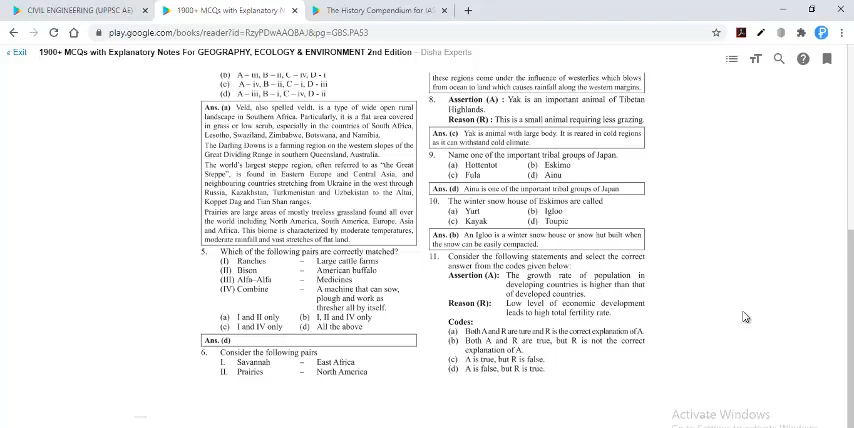 CIVIL ENGINEERING (UPPSC AE)
1900+ MCQs with Explanatory N
The History Compendium for IAS
play.google.com/books/reader?id=RzyPDwAAQBAJ&pg=GBS.PA53
« Exit 1900+ MCQs with Explanatory Notes For GEOGRAPHY, ECOLOGY & ENVIRONMENT 2nd Edition – Disha Experts
(b) A – iii, B – ii, C – iv, D - i
(c) A – iv, B – ii, C – i, D - iii
(d) A – iii, B – i, C – iv, D - ii
Ans. (a) Veld, also spelled veldt, is a type of wide open rural
landscape in Southern Africa. Particularly, it is a flat area covered
in grass or low scrub, especially in the countries of South Africa,
Lesotho, Swaziland, Zimbabwe, Botswana, and Namibia.
The Darling Downs is a farming region on the western slopes of the
Great Dividing Range in southern Queensland, Australia.
The world's largest steppe region, often referred to as "the Great
Steppe", is found in Eastern Europe and Central Asia, and
neighbouring countries stretching from Ukraine in the west through
Russia, Kazakhstan, Turkmenistan and Uzbekistan to the Altai,
Koppet Dag and Tian Shan ranges.
Prairies are large areas of mostly treeless grassland found all over
the world including North America, South America, Europe, Asia
and Africa. This biome is characterized by moderate temperatures,
moderate rainfall and vast stretches of flat land.
5. Which of the following pairs are correctly matched?
(I) Ranches – Large cattle farms
(II) Bison – American buffalo
(III) Alfa–Alfa – Medicines
(IV) Combine – A machine that can sow,
plough and work as
thresher all by itself.
(a) I and II only (b) I, II and IV only
(c) I and IV only (d) All the above
Ans. (d)
6. Consider the following pairs
I. Savannah – East Africa
II. Prairies – North America
these regions come under the influence of westerlies which blows
from ocean to land which causes rainfall along the western margins.
8. Assertion (A) : Yak is an important animal of Tibetan
Highlands.
Reason (R) : This is a small animal requiring less grazing.
Ans. (c) Yak is animal with large body. It is reared in cold regions
as it can withstand cold climate.
9. Name one of the important tribal groups of Japan.
(a) Hottentot (b) Eskimo
(c) Fula (d) Ainu
Ans. (d) Ainu is one of the important tribal groups of Japan
10. The winter snow house of Eskimos are called
(a) Yurt (b) Igloo
(c) Kayak (d) Toupic
Ans. (b) An Igloo is a winter snow house or snow hut built when
the snow can be easily compacted.
11. Consider the following statements and select the correct
answer from the codes given below:
Assertion (A): The growth rate of population in
developing countries is higher than that
of developed countries.
Reason (R): Low level of economic development
leads to high total fertility rate.
Codes:
(a) Both A and R are ture and R is the correct explanation of A.
(b) Both A and R are true, but R is not the correct
explanation of A.
(c) A is true, but R is false.
(d) A is false, but R is true.
Activate Windows